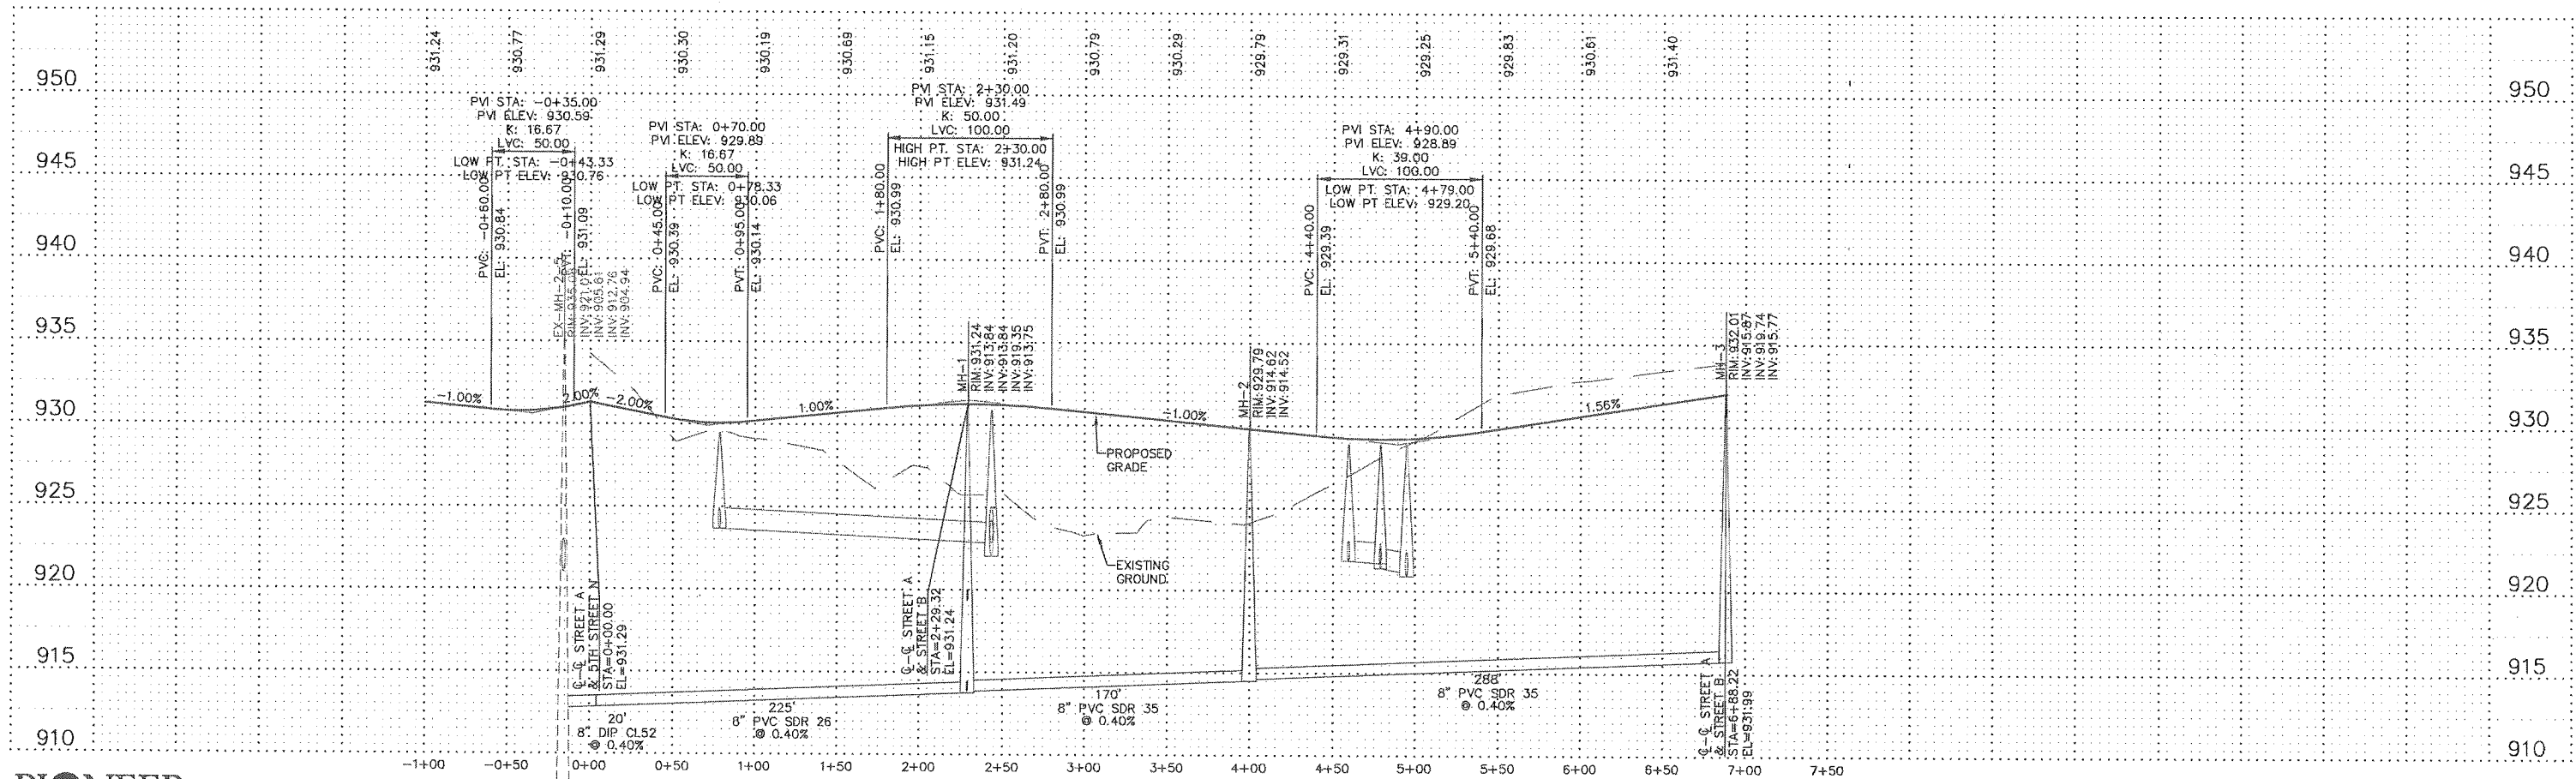 931.24
930.77
931.29
930.30
930.19
930.69
931.15
931.20
930.79
930.29
929.79
929.31
929.25
929.83
930.61
931.40
950
950
PVI STA: -0+35.00
PVI ELEV: 930.59
K: 16.67
LVC: 50.00
LOW PT. STA: -0+43.33
LOW PT ELEV: 930.76
PVI STA: 0+70.00
PVI ELEV: 929.89
K: 16.67
LVC: 50.00
LOW PT. STA: 0+78.33
LOW PT ELEV: 930.06
PVI STA: 2+30.00
PVI ELEV: 931.49
K: 50.00
LVC: 100.00
HIGH PT. STA: 2+30.00
HIGH PT ELEV: 931.24
PVI STA: 4+90.00
PVI ELEV: 928.89
K: 39.00
LVC: 100.00
LOW PT. STA: 4+79.00
LOW PT ELEV: 929.20
945
945
PVC: -0+60.00
EL: 930.84
PVT: -0+10.00
EL: 931.09
PVC: 0+45.00
EL: 930.39
PVT: 0+95.00
EL: 930.14
PVC: 1+80.00
EL: 930.99
PVT: 2+80.00
EL: 930.99
PVC: 4+40.00
EL: 929.39
PVT: 5+40.00
EL: 929.68
940
940
EX-MH-2-5
INV: 905.61
INV: 912.76
INV: 904.94
935
935
MH-1
RIM: 931.24
INV: 913.84
INV: 913.84
INV: 919.35
INV: 913.75
MH-2
RIM: 929.79
INV: 914.62
INV: 914.52
MH-3
RIM: 932.01
INV: 915.87
INV: 919.74
INV: 915.77
930
-1.00%
2.00%
-2.00%
1.00%
-1.00%
1.56%
930
PROPOSED
GRADE
925
925
EXISTING
GROUND
920
920
℄-℄ STREET A
& 5TH STREET N
STA=0+00.00
EL=931.29
℄-℄ STREET A
& STREET B
STA=2+29.32
EL=931.24
℄-℄ STREET A
& STREET B
STA=6+88.22
EL=931.99
915
915
20'
8" DIP CL52
@ 0.40%
225'
8" PVC SDR 26
@ 0.40%
170'
8" PVC SDR 35
@ 0.40%
288'
8" PVC SDR 35
@ 0.40%
910
910
-1+00
-0+50
0+00
0+50
1+00
1+50
2+00
2+50
3+00
3+50
4+00
4+50
5+00
5+50
6+00
6+50
7+00
7+50
PIONEER